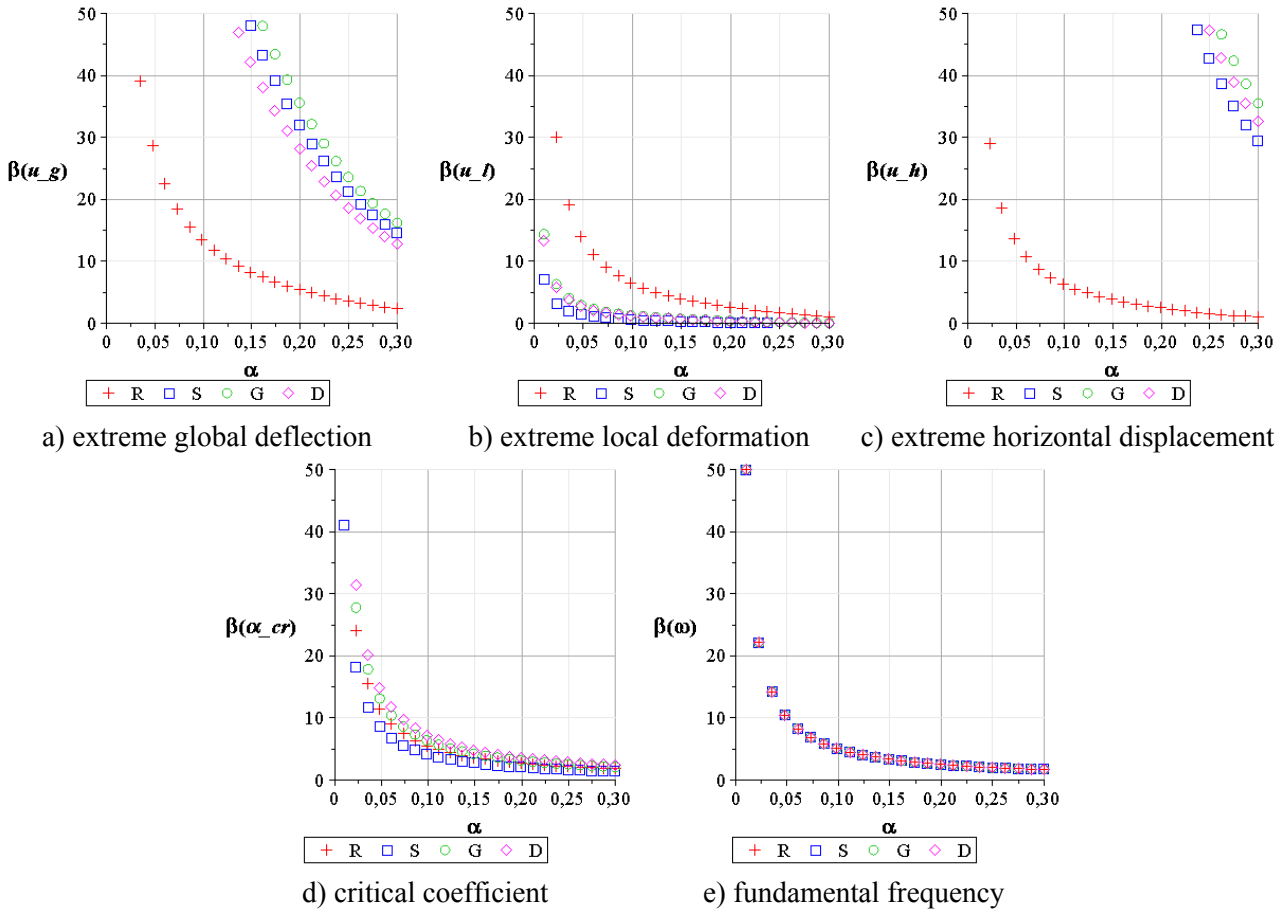 50
40
30
β(u_g)
20
10
0
0 0,05 0,10 0,15 0,20 0,25 0,30
α
R S G D
a) extreme global deflection
50
40
30
β(u_l)
20
10
0
0 0,05 0,10 0,15 0,20 0,25 0,30
α
R S G D
b) extreme local deformation
50
40
30
β(u_h)
20
10
0
0 0,05 0,10 0,15 0,20 0,25 0,30
α
R S G D
c) extreme horizontal displacement
50
40
30
β(α_cr)
20
10
0
0 0,05 0,10 0,15 0,20 0,25 0,30
α
R S G D
d) critical coefficient
50
40
30
β(ω)
20
10
0
0 0,05 0,10 0,15 0,20 0,25 0,30
α
R S G D
e) fundamental frequency